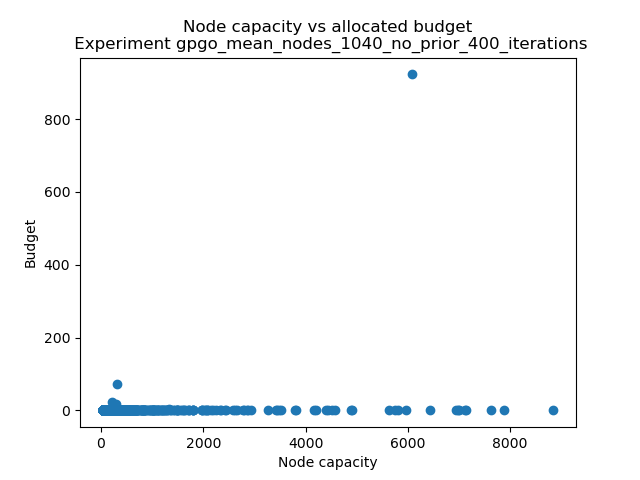 Node capacity vs allocated budget
Experiment gpgo_mean_nodes_1040_no_prior_400_iterations
800
600
400
200
0
Budget
0 2000 4000 6000 8000
Node capacity